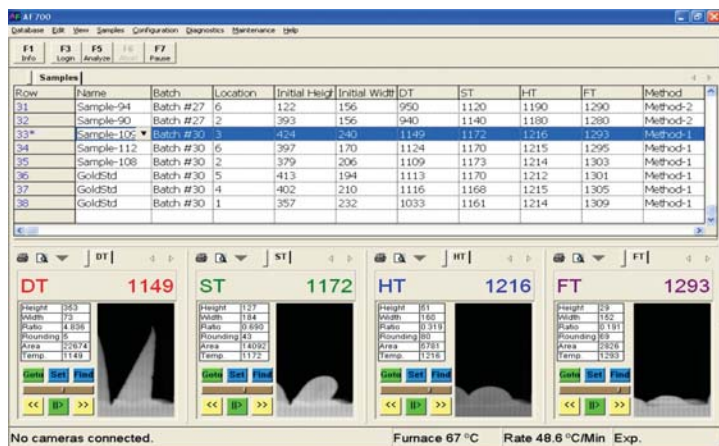 AF700
Database Edit View Samples Configuration Diagnostics Maintenance Help
F1 F3 F5 F6 F7
Info Login Analyze Abort Pause
Samples
Row Name Batch Location Initial Heigh Initial Width DT ST HT FT Method
31 Sample-94 Batch #27 6 122 156 950 1120 1190 1290 Method-2
32 Sample-90 Batch #27 2 393 156 940 1140 1180 1280 Method-2
33* Sample-109 Batch #30 3 424 240 1149 1172 1216 1293 Method-1
34 Sample-112 Batch #30 6 397 170 1124 1170 1215 1295 Method-1
35 Sample-108 Batch #30 2 379 206 1109 1173 1214 1303 Method-1
36 GoldStd Batch #30 5 413 194 1113 1170 1212 1301 Method-1
37 GoldStd Batch #30 4 402 210 1116 1168 1215 1305 Method-1
38 GoldStd Batch #30 1 357 232 1033 1161 1214 1309 Method-1
DT ST HT FT
DT 1149 ST 1172 HT 1216 FT 1293
Height 353 Height 127 Height 51 Height 29
Width 73 Width 184 Width 160 Width 152
Ratio 4.836 Ratio 0.690 Ratio 0.319 Ratio 0.191
Rounding 5 Rounding 43 Rounding 80 Rounding 69
Area 22674 Area 14092 Area 5781 Area 2826
Temp. 1149 Temp. 1172 Temp. 1216 Temp. 1293
Goto Set Find Goto Set Find Goto Set Find Goto Set Find
<< || > >> << || > >> << || > >> << || > >>
No cameras connected. Furnace 67 °C Rate 48.6 °C/Min Exp.